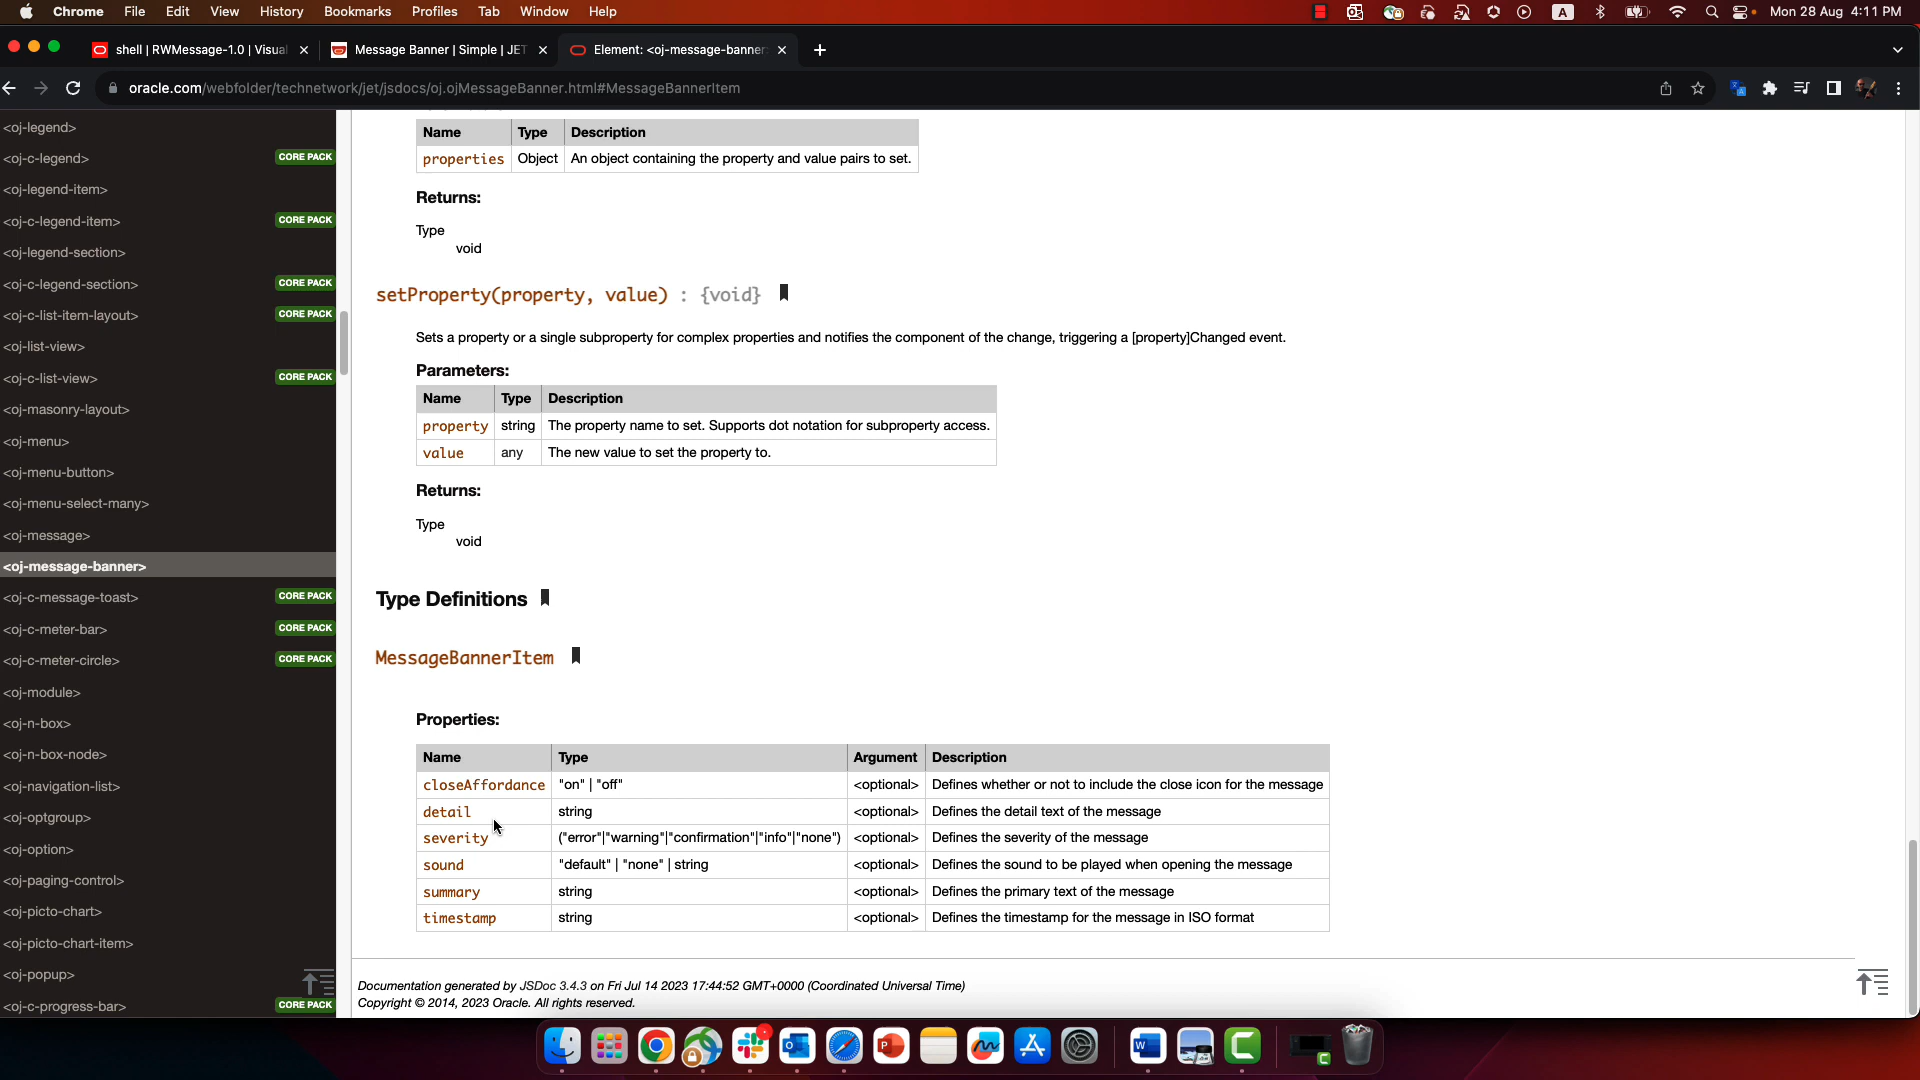 Chrome File Edit View History Bookmarks Profiles Tab Window Help A Mon 28 Aug 4:11 PM
shell | RWMessage-1.0 | Visual Message Banner | Simple | JET Element: <oj-message-banner>
oracle.com/webfolder/technetwork/jet/jsdocs/oj.ojMessageBanner.html#MessageBannerItem
<oj-legend>
<oj-c-legend> CORE PACK
<oj-legend-item>
<oj-c-legend-item> CORE PACK
<oj-legend-section>
<oj-c-legend-section> CORE PACK
<oj-c-list-item-layout> CORE PACK
<oj-list-view>
<oj-c-list-view> CORE PACK
<oj-masonry-layout>
<oj-menu>
<oj-menu-button>
<oj-menu-select-many>
<oj-message>
<oj-message-banner>
<oj-c-message-toast> CORE PACK
<oj-c-meter-bar> CORE PACK
<oj-c-meter-circle> CORE PACK
<oj-module>
<oj-n-box>
<oj-n-box-node>
<oj-navigation-list>
<oj-optgroup>
<oj-option>
<oj-paging-control>
<oj-picto-chart>
<oj-picto-chart-item>
<oj-popup>
<oj-c-progress-bar> CORE PACK
Name Type Description
properties Object An object containing the property and value pairs to set.
Returns:
Type
void
setProperty(property, value) : {void}
Sets a property or a single subproperty for complex properties and notifies the component of the change, triggering a [property]Changed event.
Parameters:
Name Type Description
property string The property name to set. Supports dot notation for subproperty access.
value any The new value to set the property to.
Returns:
Type
void
Type Definitions
MessageBannerItem
Properties:
Name Type Argument Description
closeAffordance "on" | "off" <optional> Defines whether or not to include the close icon for the message
detail string <optional> Defines the detail text of the message
severity ("error"|"warning"|"confirmation"|"info"|"none") <optional> Defines the severity of the message
sound "default" | "none" | string <optional> Defines the sound to be played when opening the message
summary string <optional> Defines the primary text of the message
timestamp string <optional> Defines the timestamp for the message in ISO format
Documentation generated by JSDoc 3.4.3 on Fri Jul 14 2023 17:44:52 GMT+0000 (Coordinated Universal Time)
Copyright © 2014, 2023 Oracle. All rights reserved.